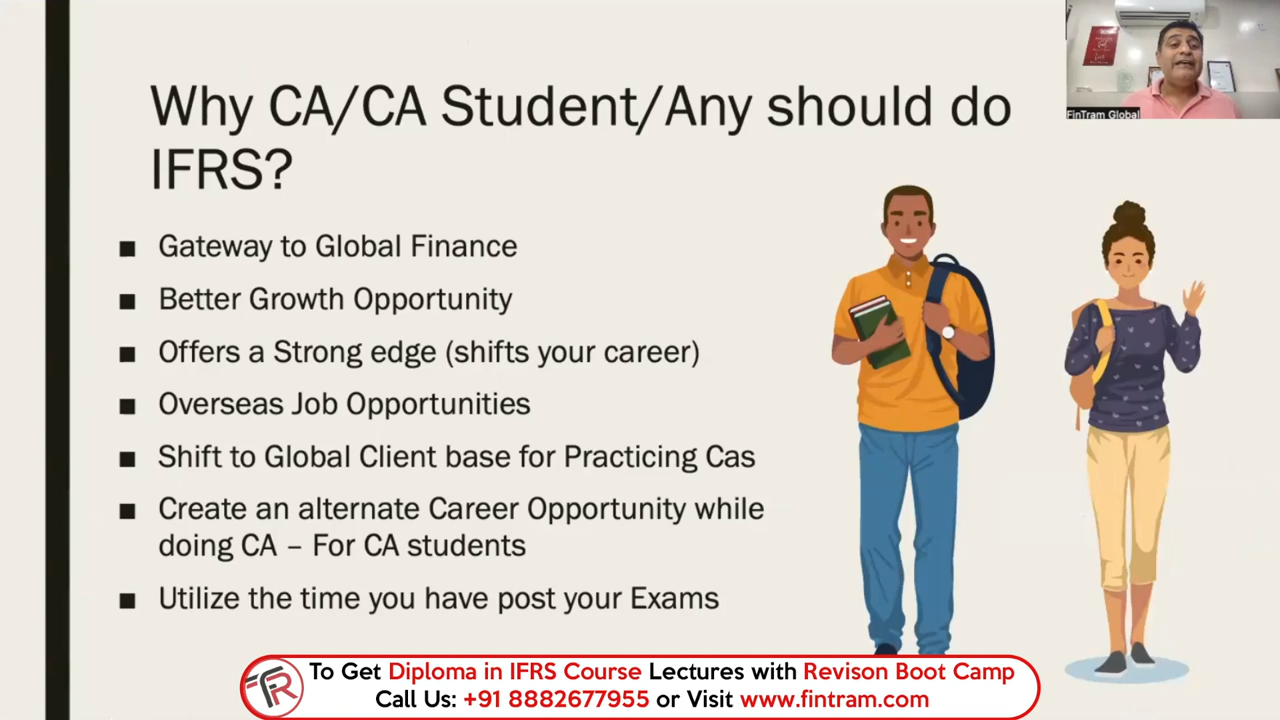 Why CA/CA Student/Any should do
IFRS?
■ Gateway to Global Finance
■ Better Growth Opportunity
■ Offers a Strong edge (shifts your career)
■ Overseas Job Opportunities
■ Shift to Global Client base for Practicing Cas
■ Create an alternate Career Opportunity while
doing CA – For CA students
■ Utilize the time you have post your Exams
FinTram Global
To Get Diploma in IFRS Course Lectures with Revison Boot Camp
Call Us: +91 8882677955 or Visit www.fintram.com